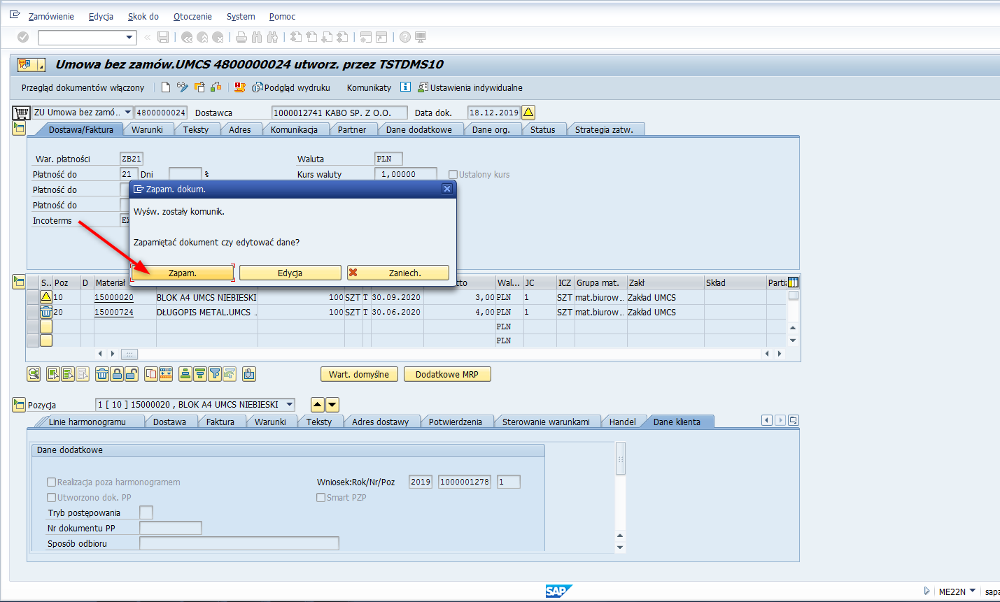 Zamówienie Edycja Skok do Otoczenie System Pomoc
Umowa bez zamów.UMCS 4800000024 utworz. przez TSTDMS10
Przegląd dokumentów włączony Podgląd wydruku Komunikaty Ustawienia indywidualne
ZU Umowa bez zamó... 4800000024 Dostawca 1000012741 KABO SP. Z O.O. Data dok. 18.12.2019
Dostawa/Faktura Warunki Teksty Adres Komunikacja Partner Dane dodatkowe Dane org. Status Strategia zatw.
War. płatności ZB21 Waluta PLN
Płatność do 21 Dni % Kurs waluty 1,00000 Ustalony kurs
Płatność do
Płatność do
Incoterms
Zapam. dokum.
Wyśw. zostały komunik.
Zapamiętać dokument czy edytować dane?
Zapam. Edycja Zaniech.
S.. Poz D Materiał Wal... JC ICZ Grupa mat. Zakł Skład
10 15000020 BLOK A4 UMCS NIEBIESKI 100 SZT T 30.09.2020 3,00 PLN 1 SZT mat.biurow... Zakład UMCS
20 15000724 DŁUGOPIS METAL.UMCS .. 100 SZT T 30.06.2020 4,00 PLN 1 SZT mat.biurow... Zakład UMCS
PLN
PLN
Wart. domyślne Dodatkowe MRP
Pozycja 1 [ 10 ] 15000020 , BLOK A4 UMCS NIEBIESKI
Linie harmonogramu Dostawa Faktura Warunki Teksty Adres dostawy Potwierdzenia Sterowanie warunkami Handel Dane klienta
Dane dodatkowe
Realizacja poza harmonogramem Wniosek:Rok/Nr/Poz 2019 1000001278 1
Utworzono dok. PP Smart PZP
Tryb postępowania
Nr dokumentu PP
Sposób odbioru
SAP ME22N